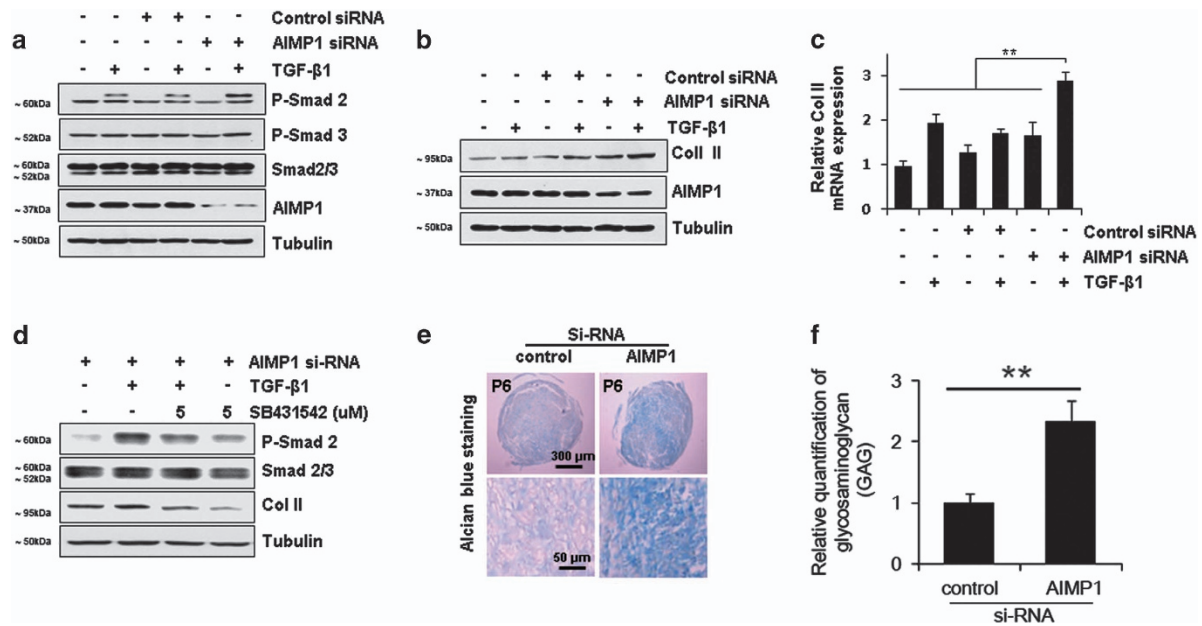 a
- - + + - - Control siRNA
- - - - + + AIMP1 siRNA
- + - + - + TGF-β1
~ 60kDa P-Smad 2
~ 52kDa P-Smad 3
~ 60kDa Smad2/3
~ 52kDa
~ 37kDa AIMP1
~ 50kDa Tubulin
b
- - + + - - Control siRNA
- - - - + + AIMP1 siRNA
- + - + - + TGF-β1
~ 95kDa Coll II
~ 37kDa AIMP1
~ 50kDa Tubulin
c
**
Relative Col II
mRNA expression
3
2
1
0
- - + + - - Control siRNA
- - - - + + AIMP1 siRNA
- + - + - + TGF-β1
d
+ + + + AIMP1 si-RNA
- + + - TGF-β1
- - 5 5 SB431542 (uM)
~ 60kDa P-Smad 2
~ 60kDa Smad 2/3
~ 52kDa
~ 95kDa Col II
~ 50kDa Tubulin
e
Si-RNA
control AIMP1
Alcian blue staining
P6 P6
300 µm
50 µm
f
**
Relative quantification of
glycosaminoglycan
(GAG)
3
2
1
0
control AIMP1
si-RNA